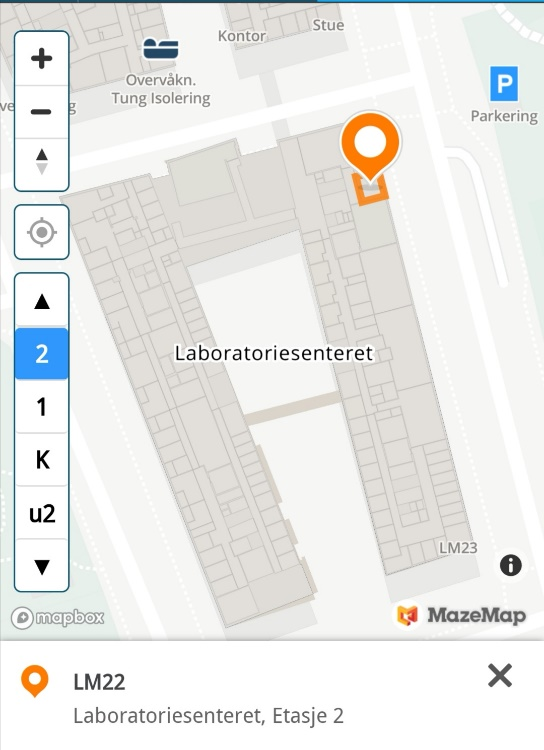 Stue
Kontor
Overvåkn.
Tung Isolering
P
Parkering
+
−
2
1
K
u2
Laboratoriesenteret
LM23
i
mapbox
MazeMap
LM22
Laboratoriesenteret, Etasje 2